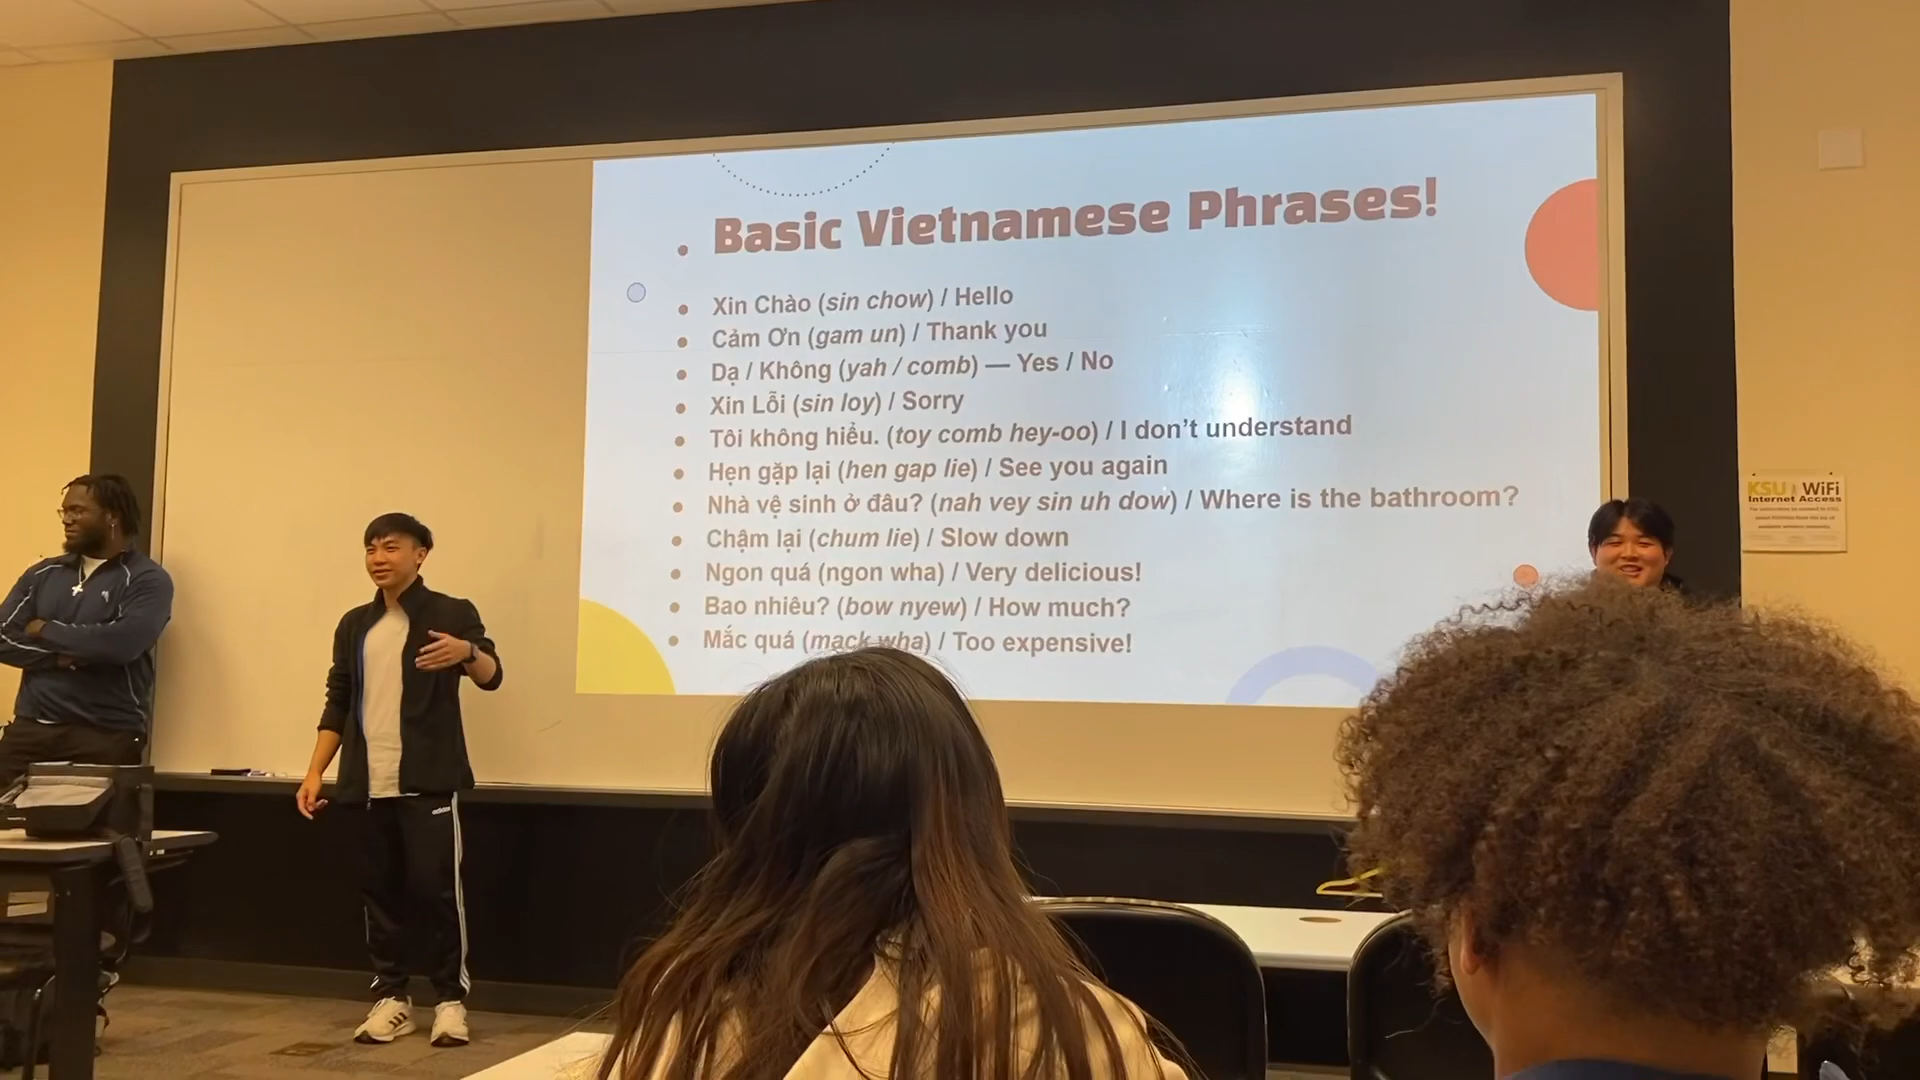 Basic Vietnamese Phrases!
Xin Chào (sin chow) / Hello
Cảm Ơn (gam un) / Thank you
Dạ / Không (yah / comb) — Yes / No
Xin Lỗi (sin loy) / Sorry
Tôi không hiểu. (toy comb hey-oo) / I don't understand
Hẹn gặp lại (hen gap lie) / See you again
Nhà vệ sinh ở đâu? (nah vey sin uh dow) / Where is the bathroom?
Chậm lại (chum lie) / Slow down
Ngon quá (ngon wha) / Very delicious!
Bao nhiêu? (bow nyew) / How much?
Mắc quá (mack wha) / Too expensive!
KSU WiFi
Internet Access
adidas